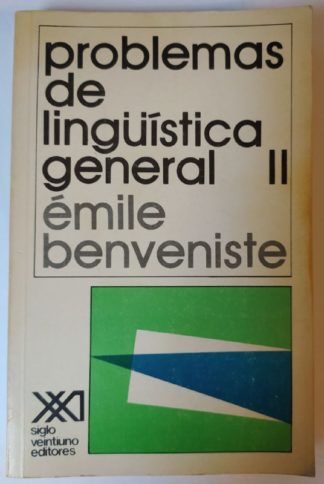 problemas
de
lingüística
general II
émile
benveniste
siglo
veintiuno
editores